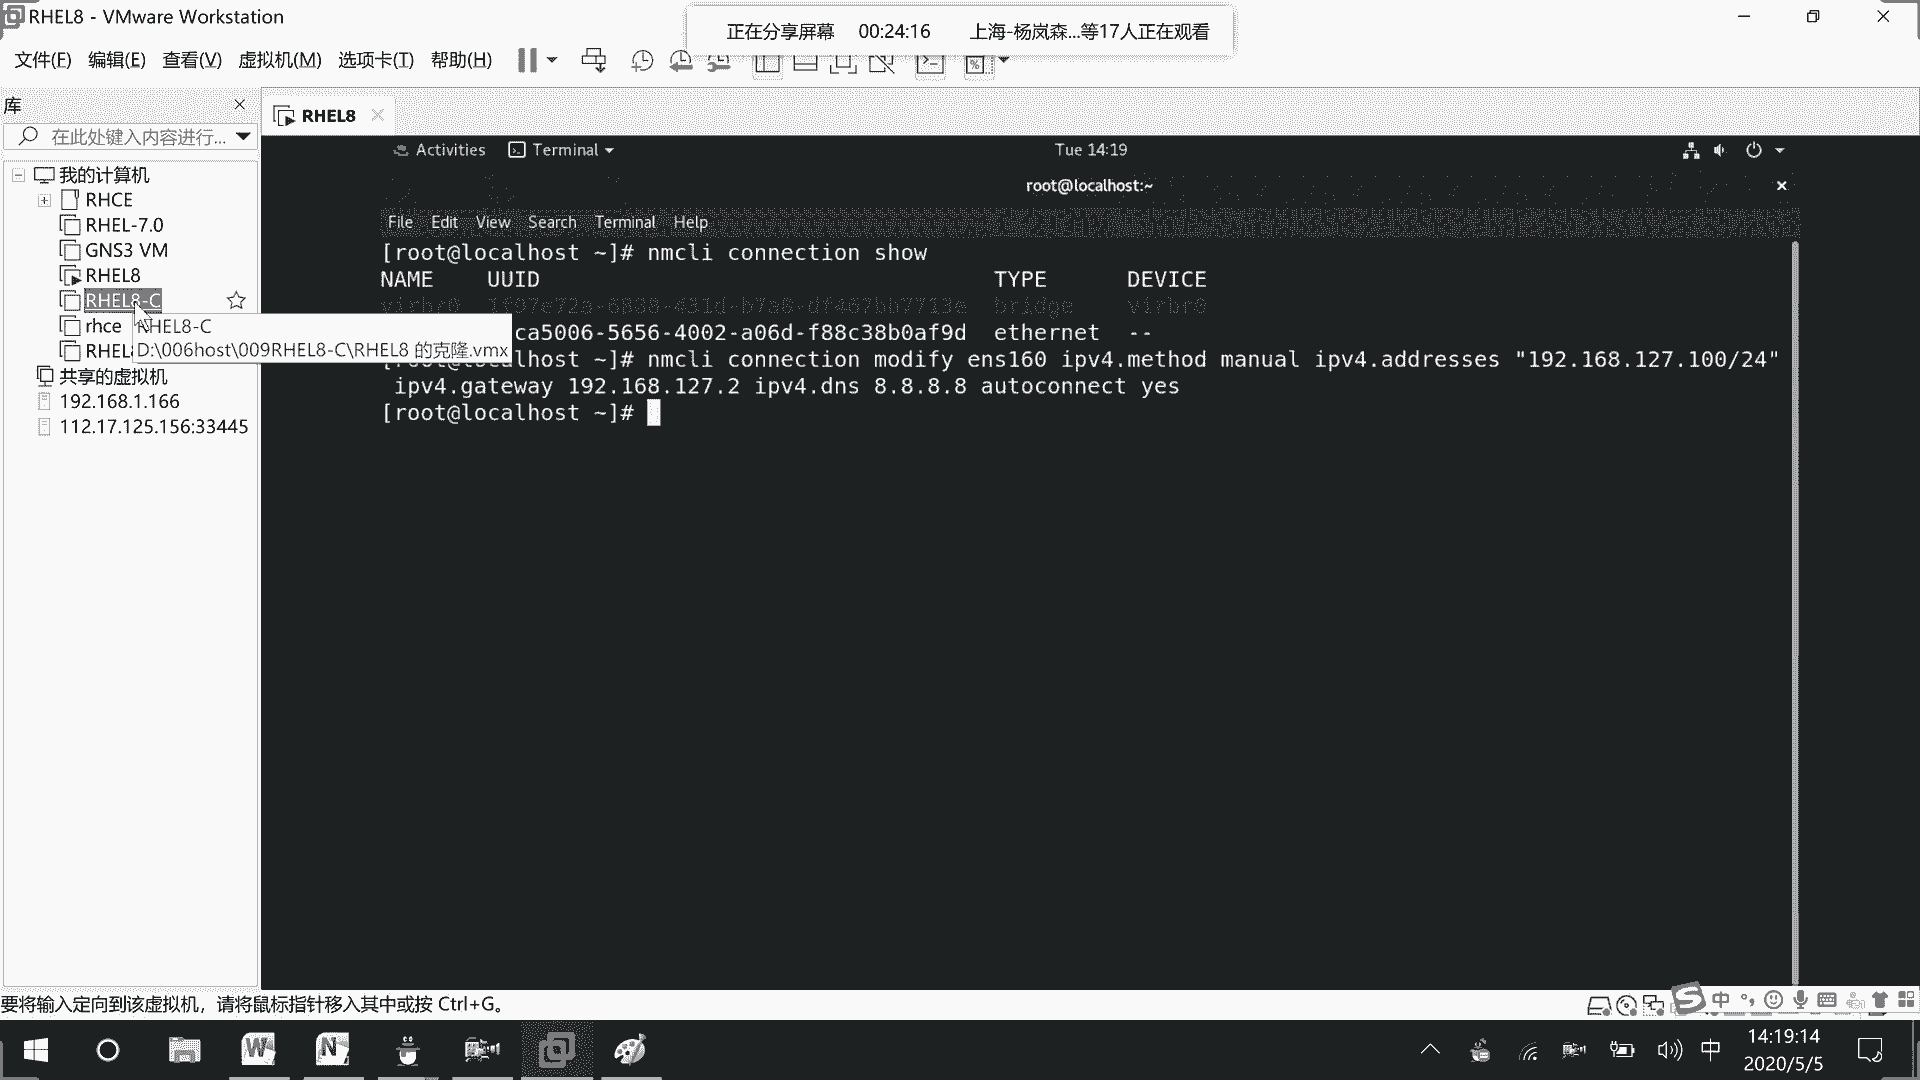 RHEL8 - VMware Workstation
正在分享屏幕 00:24:16 上海-杨岚森...等17人正在观看
文件(F) 编辑(E) 查看(V) 虚拟机(M) 选项卡(T) 帮助(H)
库
RHEL8
在此处键入内容进行...
Activities Terminal Tue 14:19
我的计算机
RHCE
RHEL-7.0
GNS3 VM
RHEL8
RHEL8-C
rhce
RHEL8-C
D:\006host\009RHEL8-C\RHEL8 的克隆.vmx
共享的虚拟机
192.168.1.166
112.17.125.156:33445
root@localhost:~
File Edit View Search Terminal Help
[root@localhost ~]# nmcli connection show
NAME UUID TYPE DEVICE
virbr0 bridge virbr0
ca5006-5656-4002-a06d-f88c38b0af9d ethernet --
ocalhost ~]# nmcli connection modify ens160 ipv4.method manual ipv4.addresses "192.168.127.100/24"
ipv4.gateway 192.168.127.2 ipv4.dns 8.8.8.8 autoconnect yes
[root@localhost ~]#
要将输入定向到该虚拟机，请将鼠标指针移入其中或按 Ctrl+G。
中
中
14:19:14
2020/5/5